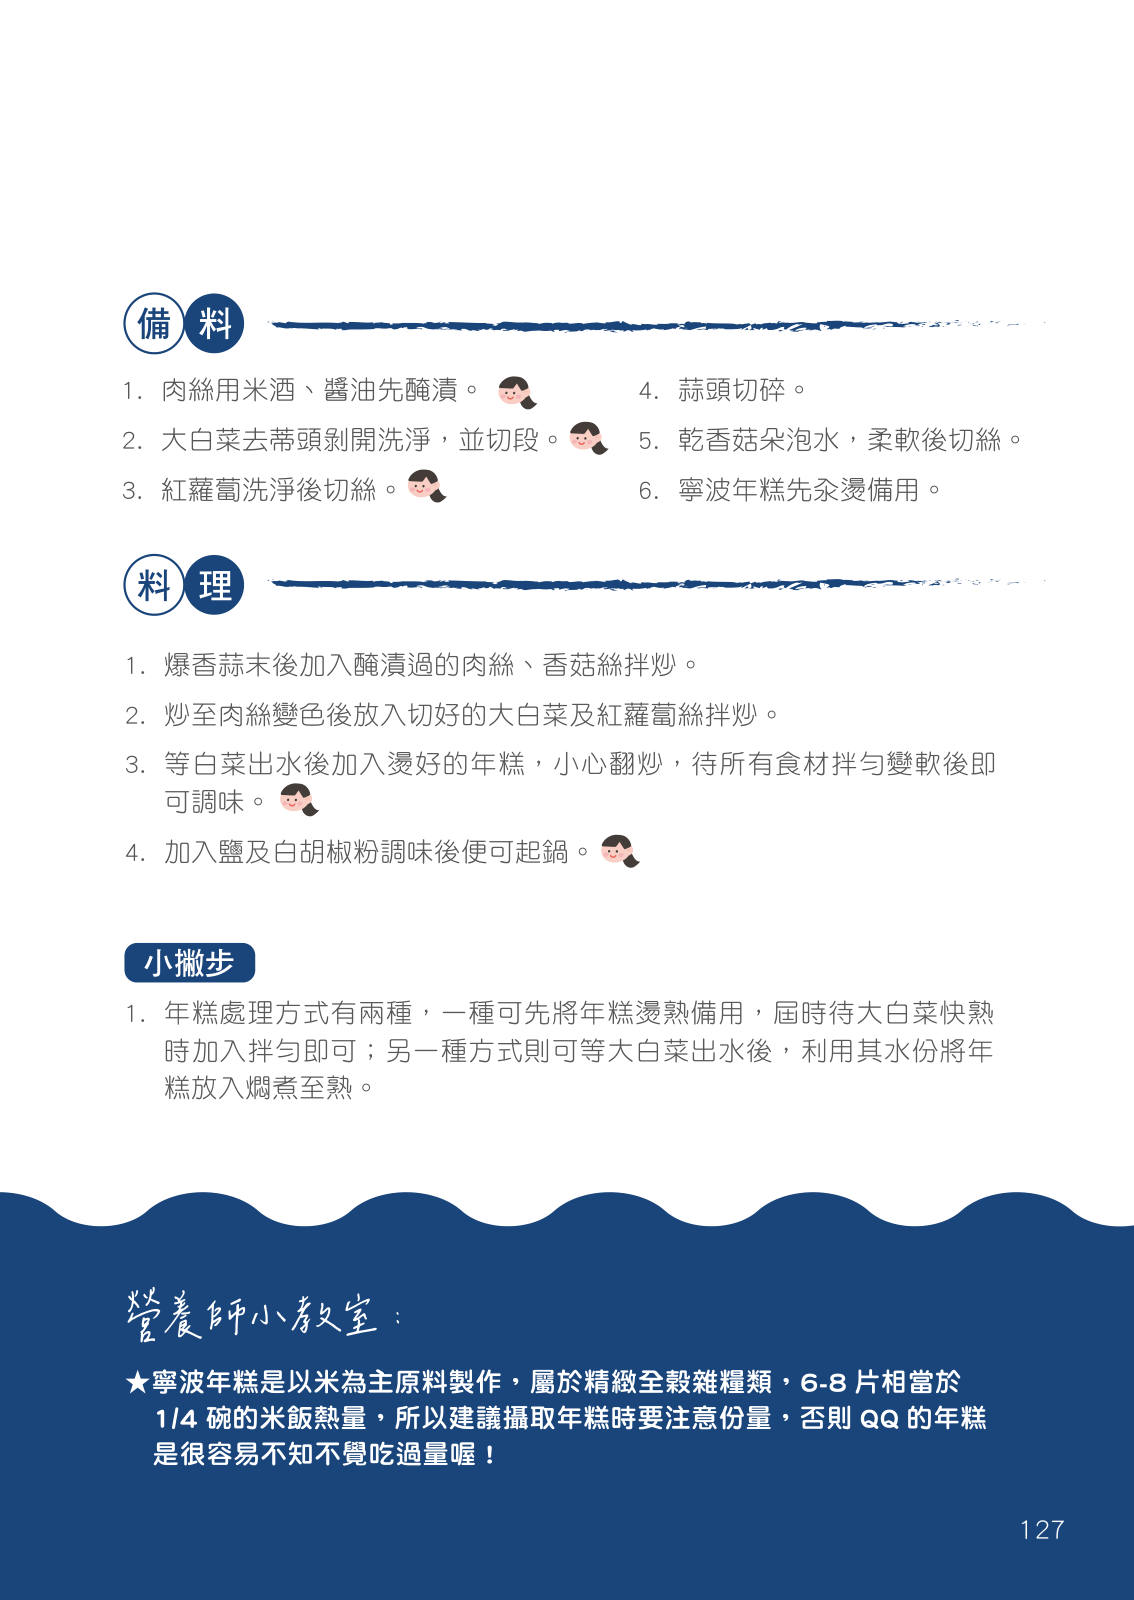 備料
1. 肉絲用米酒、醬油先醃漬。
2. 大白菜去蒂頭剝開洗淨，並切段。
3. 紅蘿蔔洗淨後切絲。
4. 蒜頭切碎。
5. 乾香菇朵泡水，柔軟後切絲。
6. 寧波年糕先汆燙備用。
料理
1. 爆香蒜末後加入醃漬過的肉絲、香菇絲拌炒。
2. 炒至肉絲變色後放入切好的大白菜及紅蘿蔔絲拌炒。
3. 等白菜出水後加入燙好的年糕，小心翻炒，待所有食材拌勻變軟後即
可調味。
4. 加入鹽及白胡椒粉調味後便可起鍋。
小撇步
1. 年糕處理方式有兩種，一種可先將年糕燙熟備用，屆時待大白菜快熟
時加入拌勻即可；另一種方式則可等大白菜出水後，利用其水份將年
糕放入燜煮至熟。
營養師小教室：
★寧波年糕是以米為主原料製作，屬於精緻全穀雜糧類，6-8 片相當於
1/4 碗的米飯熱量，所以建議攝取年糕時要注意份量，否則 QQ 的年糕
是很容易不知不覺吃過量喔！
127